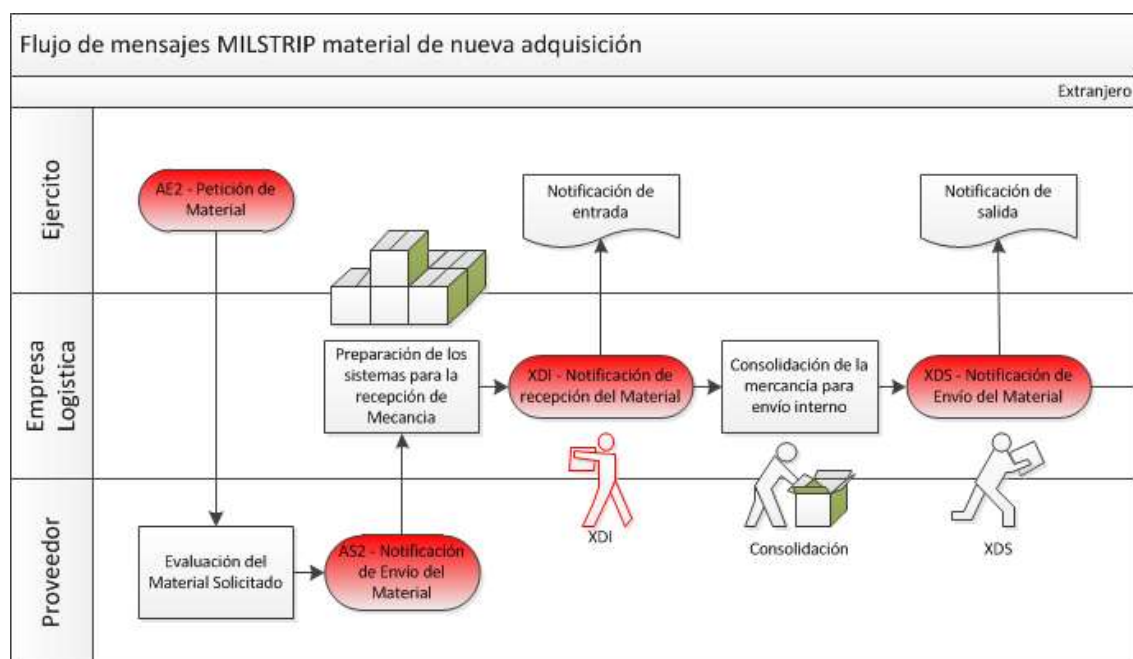 Flujo de mensajes MILSTRIP material de nueva adquisición
Extranjero
Ejercito
AE2 - Petición de
Material
Notificación de
entrada
Notificación de
salida
Empresa
Logistica
Preparación de los
sistemas para la
recepción de
Mecancia
XDI - Notificación de
recepción del Material
Consolidación de la
mercancía para
envío interno
XDS - Notificación de
Envío del Material
XDI
Consolidación
XDS
Proveedor
Evaluación del
Material Solicitado
AS2 - Notificación
de Envío del
Material